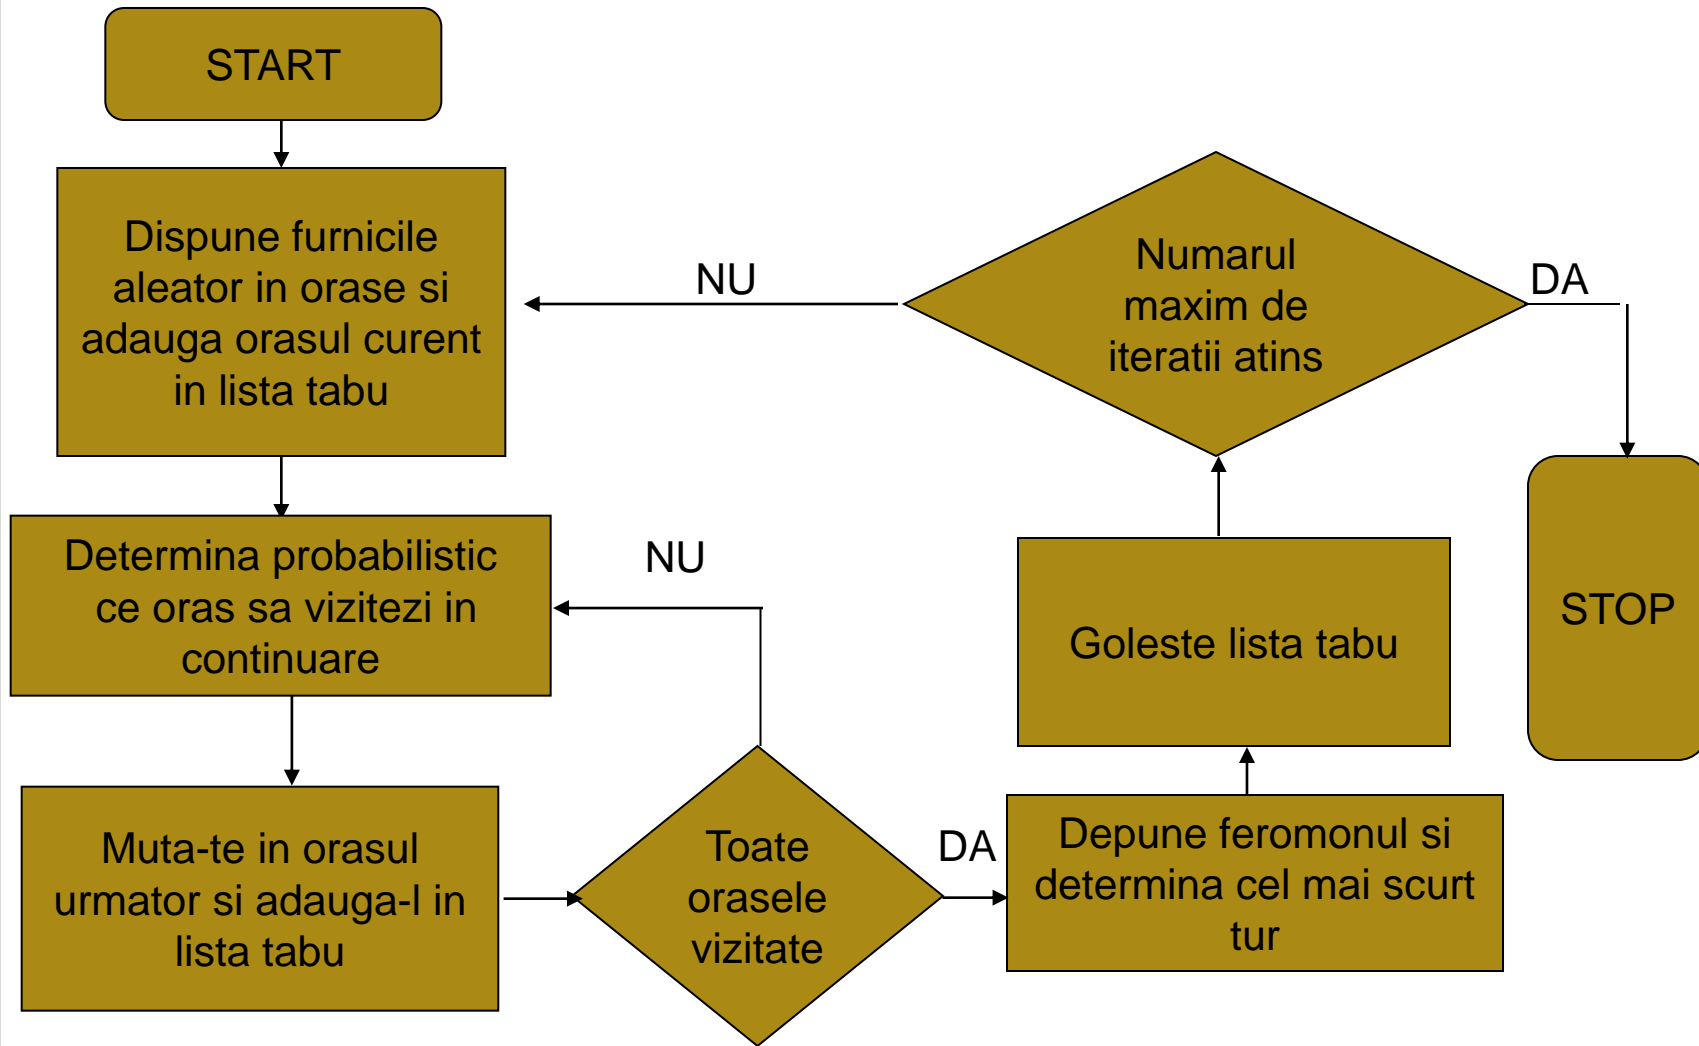 START
Dispune furnicile
aleator in orase si
adauga orasul curent
in lista tabu
Determina probabilistic
ce oras sa vizitezi in
continuare
NU
Muta-te in orasul
urmator si adauga-l in
lista tabu
Toate
orasele
vizitate
DA
Depune feromonul si
determina cel mai scurt
tur
Goleste lista tabu
Numarul
maxim de
iteratii atins
NU
DA
STOP